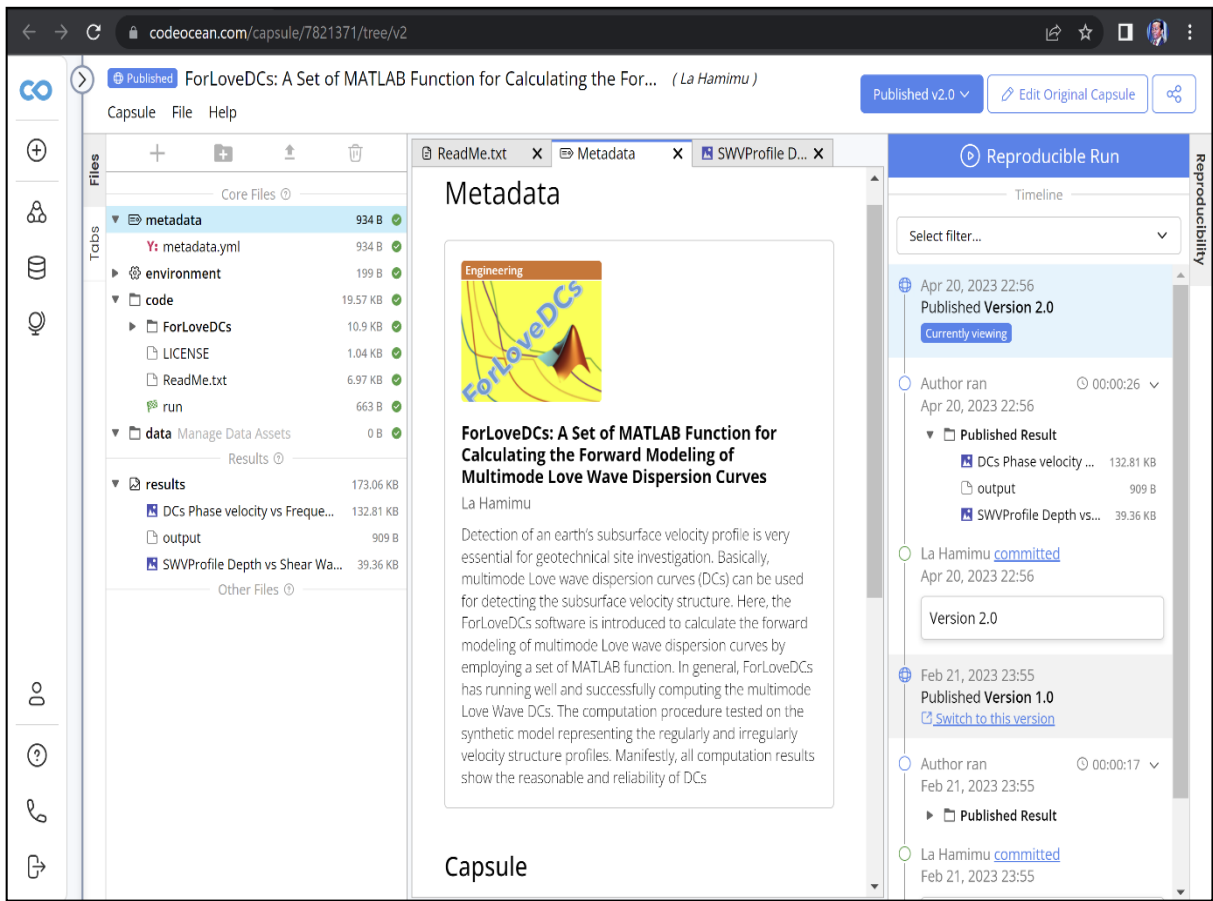 codeocean.com/capsule/7821371/tree/v2
Published ForLoveDCs: A Set of MATLAB Function for Calculating the For... (La Hamimu)
Capsule File Help
Published v2.0
Edit Original Capsule
Files
Tabs
Core Files
metadata 934 B
Y: metadata.yml 934 B
environment 199 B
code 19.57 KB
ForLoveDCs 10.9 KB
LICENSE 1.04 KB
ReadMe.txt 6.97 KB
run 663 B
data Manage Data Assets 0 B
Results
results 173.06 KB
DCs Phase velocity vs Freque... 132.81 KB
output 909 B
SWVProfile Depth vs Shear Wa... 39.36 KB
Other Files
ReadMe.txt X Metadata X SWVProfile D... X
Metadata
Engineering
ForLoveDCs
ForLoveDCs: A Set of MATLAB Function for
Calculating the Forward Modeling of
Multimode Love Wave Dispersion Curves
La Hamimu
Detection of an earth's subsurface velocity profile is very
essential for geotechnical site investigation. Basically,
multimode Love wave dispersion curves (DCs) can be used
for detecting the subsurface velocity structure. Here, the
ForLoveDCs software is introduced to calculate the forward
modeling of multimode Love wave dispersion curves by
employing a set of MATLAB function. In general, ForLoveDCs
has running well and successfully computing the multimode
Love Wave DCs. The computation procedure tested on the
synthetic model representing the regularly and irregularly
velocity structure profiles. Manifestly, all computation results
show the reasonable and reliability of DCs
Capsule
Reproducible Run
Reproducibility
Timeline
Select filter...
Apr 20, 2023 22:56
Published Version 2.0
Currently viewing
Author ran 00:00:26
Apr 20, 2023 22:56
Published Result
DCs Phase velocity ... 132.81 KB
output 909 B
SWVProfile Depth vs... 39.36 KB
La Hamimu committed
Apr 20, 2023 22:56
Version 2.0
Feb 21, 2023 23:55
Published Version 1.0
Switch to this version
Author ran 00:00:17
Feb 21, 2023 23:55
Published Result
La Hamimu committed
Feb 21, 2023 23:55